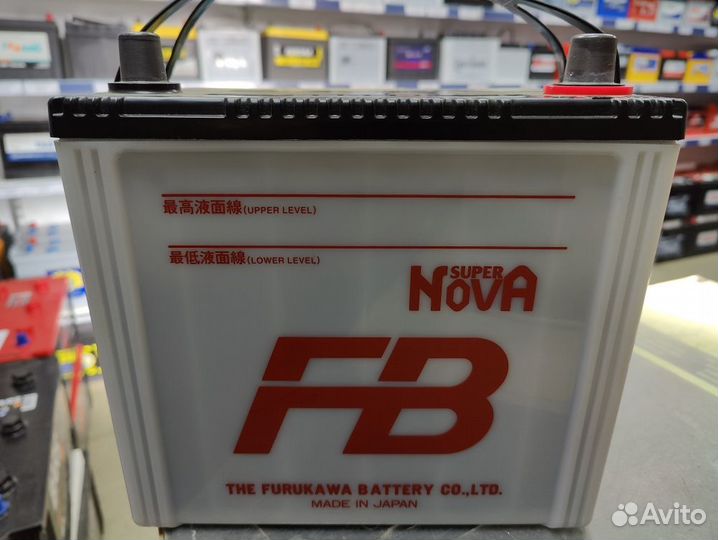 最高液面線(UPPER LEVEL)
最低液面線(LOWER LEVEL)
SUPER
NOVA
FB
THE FURUKAWA BATTERY CO.,LTD.
MADE IN JAPAN
Avito